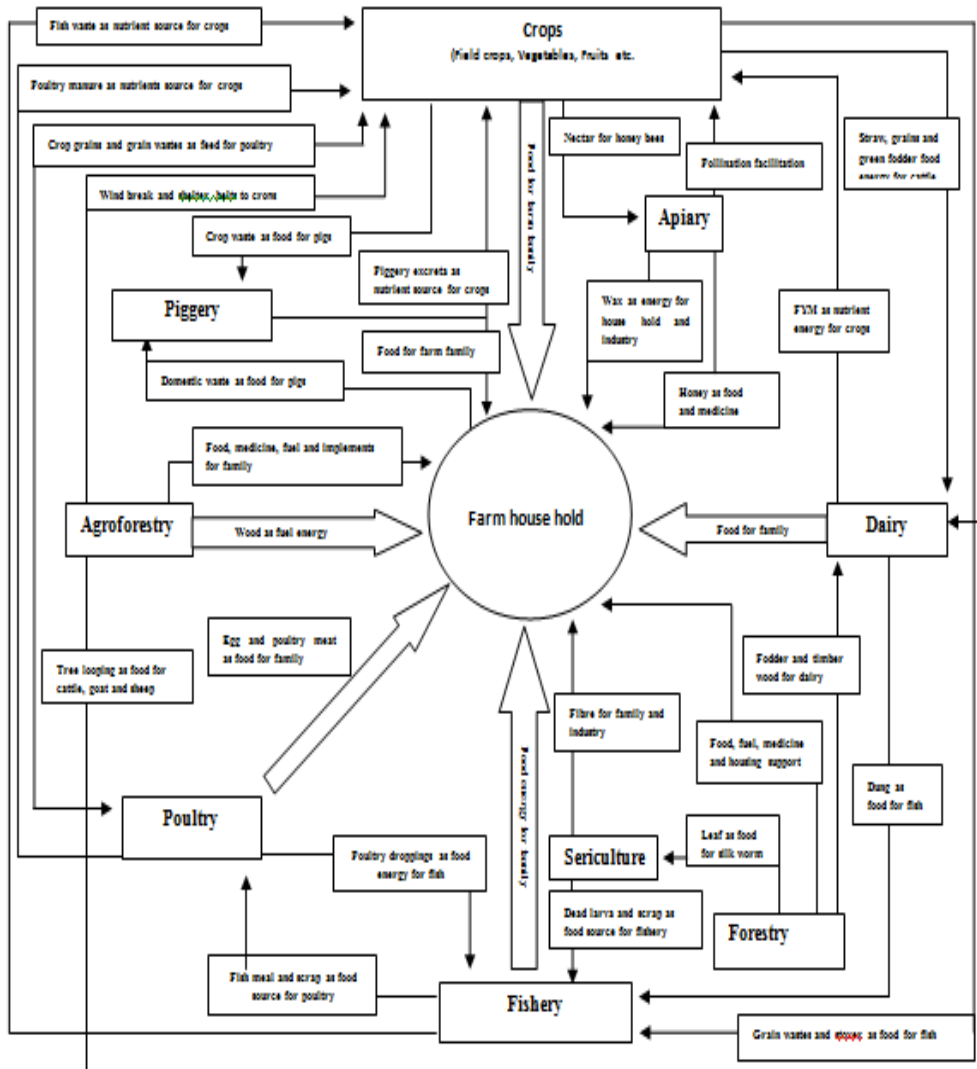 Crops
(Field crops, Vegetables, Fruits etc.
Fish waste as nutrient source for crops
Poultry manure as nutrients source for crops
Crop grains and grain wastes as feed for poultry
Wind break and belts to crops
Crop waste as food for pigs
Piggery
Domestic waste as food for pigs
Piggery excreta as
nutrient source for crops
Food for farm family
Food for farm family
Nectar for honey bees
Pollination facilitation
Straw, grains and
green fodder food
energy for cattle
Apiary
Wax as energy for
house hold and
industry
FYM as nutrient
energy for crops
Honey as food
and medicine
Food, medicine, fuel and implements
for family
Agroforestry
Wood as fuel energy
Farm house hold
Food for family
Dairy
Egg and poultry meat
as food for family
Tree looping as food for
cattle, goat and sheep
Fodder and timber
wood for dairy
Fibre for family and
industry
Food, fuel, medicine
and housing support
Food energy for family
Dung as
food for fish
Poultry
Poultry droppings as food
energy for fish
Sericulture
Leaf as food
for silk worm
Dead larva and scrap as
food source for fishery
Forestry
Fish meal and scrap as food
source for poultry
Fishery
Grain wastes and as food for fish